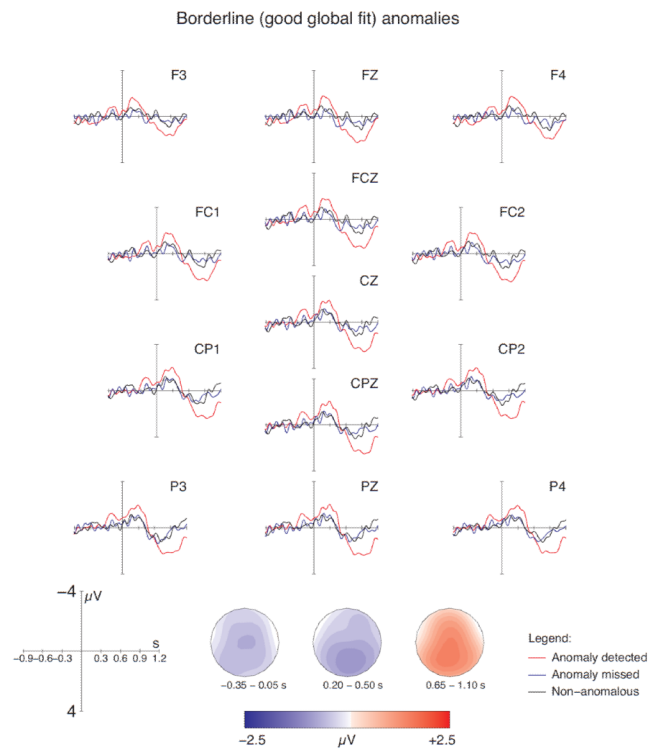 Borderline (good global fit) anomalies
F3 FZ F4
FCZ
FC1 FC2
CZ
CP1 CP2
CPZ
P3 PZ P4
−4
µV
s
−0.9−0.6−0.3 0.3 0.6 0.9 1.2
4
−0.35 − 0.05 s 0.20 − 0.50 s 0.65 − 1.10 s
Legend:
Anomaly detected
Anomaly missed
Non−anomalous
−2.5 µV +2.5